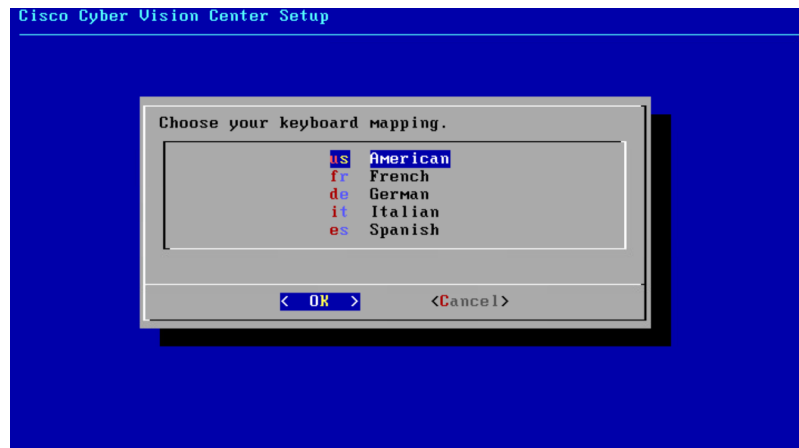 Cisco Cyber Vision Center Setup
Choose your keyboard mapping.
us American
fr French
de German
it Italian
es Spanish
< OK > <Cancel>